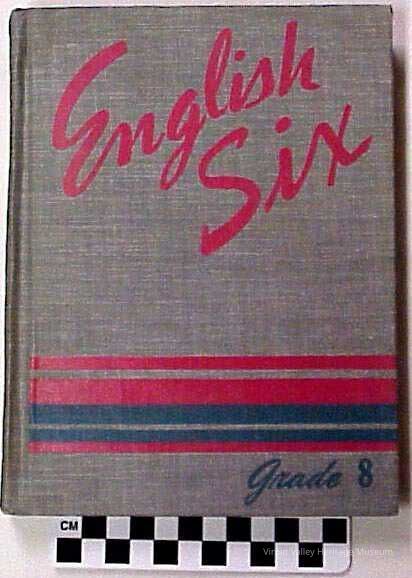 English
Six
Grade 8
CM
Virgin Valley Heritage Museum